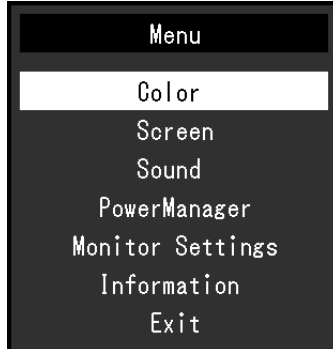 Menu
Color
Screen
Sound
PowerManager
Monitor Settings
Information
Exit